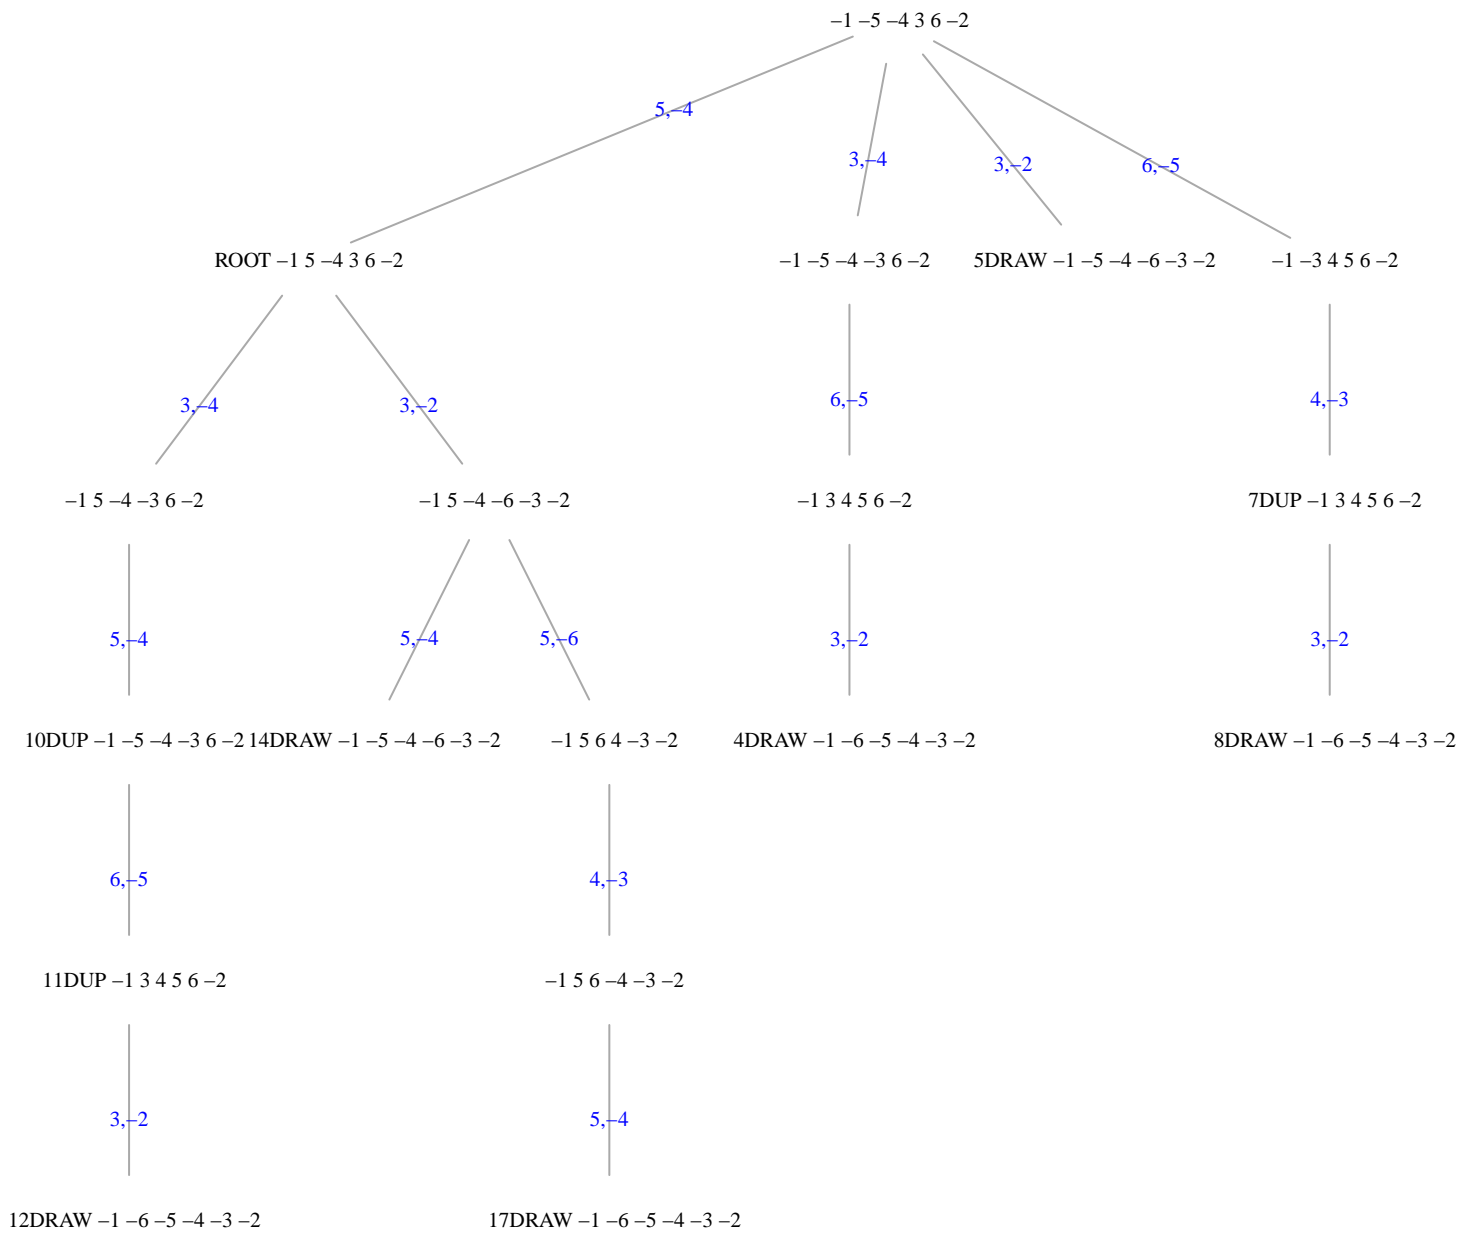 –1 –5 –4 3 6 –2
5,–4
3,–4
3,–2
6,–5
ROOT –1 5 –4 3 6 –2
–1 –5 –4 –3 6 –2
5DRAW –1 –5 –4 –6 –3 –2
–1 –3 4 5 6 –2
3,–4
3,–2
6,–5
4,–3
–1 5 –4 –3 6 –2
–1 5 –4 –6 –3 –2
–1 3 4 5 6 –2
7DUP –1 3 4 5 6 –2
5,–4
5,–4
5,–6
3,–2
3,–2
10DUP –1 –5 –4 –3 6 –2
14DRAW –1 –5 –4 –6 –3 –2
–1 5 6 4 –3 –2
4DRAW –1 –6 –5 –4 –3 –2
8DRAW –1 –6 –5 –4 –3 –2
6,–5
4,–3
11DUP –1 3 4 5 6 –2
–1 5 6 –4 –3 –2
3,–2
5,–4
12DRAW –1 –6 –5 –4 –3 –2
17DRAW –1 –6 –5 –4 –3 –2